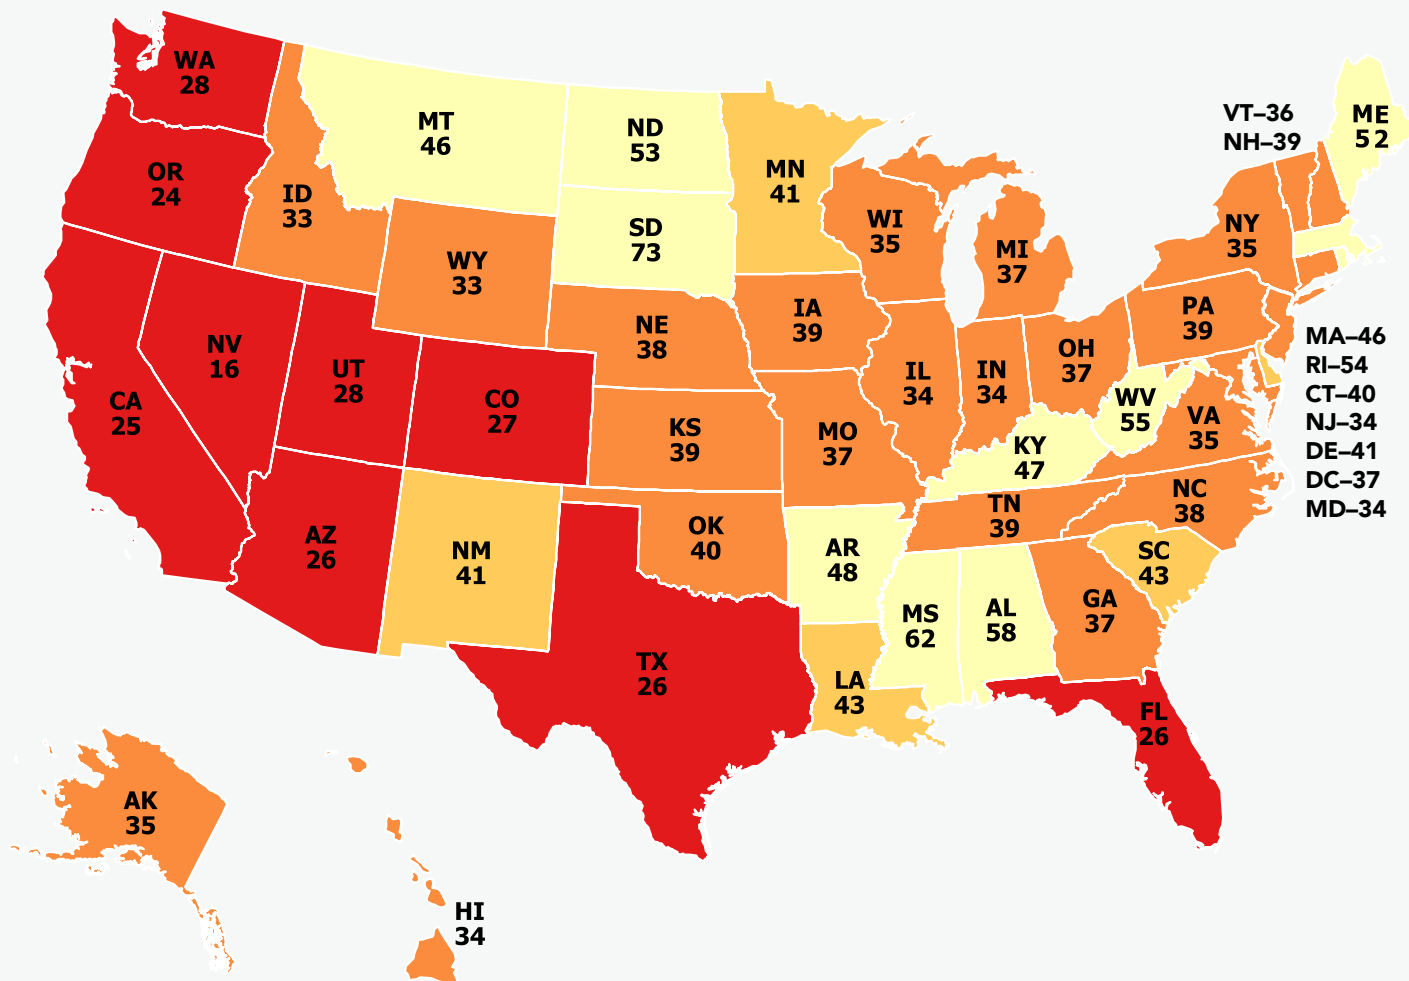 WA
28
OR
24
CA
25
NV
16
ID
33
MT
46
WY
33
UT
28
CO
27
AZ
26
NM
41
ND
53
SD
73
NE
38
KS
39
OK
40
TX
26
MN
41
IA
39
MO
37
AR
48
LA
43
WI
35
IL
34
MI
37
IN
34
OH
37
KY
47
TN
39
MS
62
AL
58
GA
37
FL
26
SC
43
NC
38
VA
35
WV
55
PA
39
NY
35
VT–36
NH–39
ME
52
MA–46
RI–54
CT–40
NJ–34
DE–41
DC–37
MD–34
AK
35
HI
34